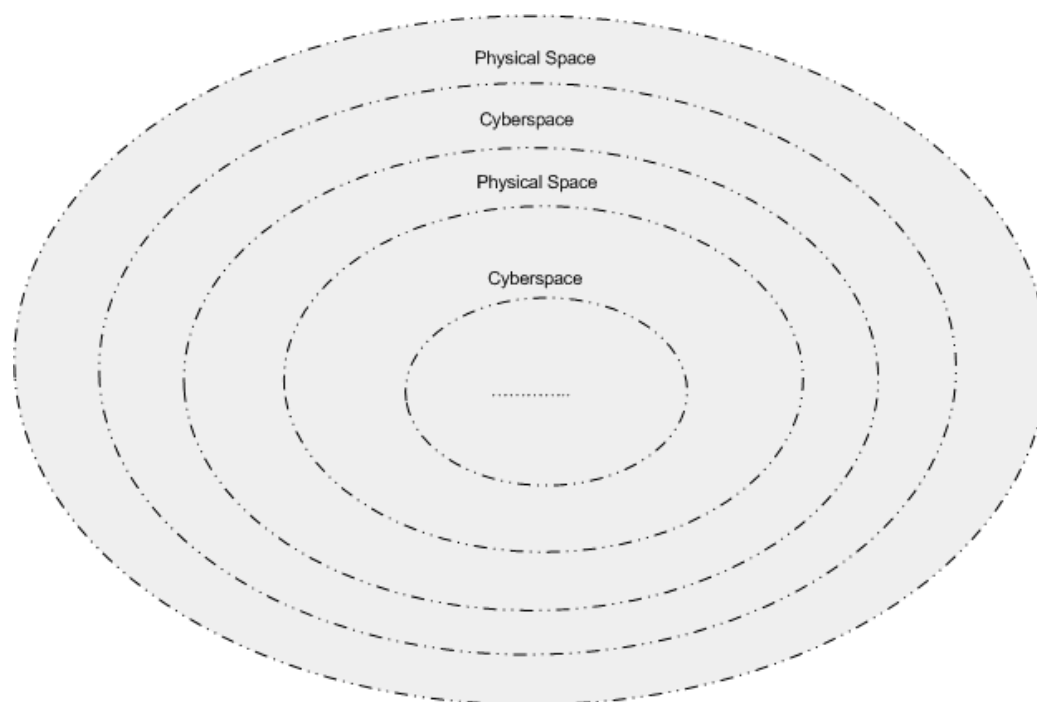 Physical Space
Cyberspace
Physical Space
Cyberspace
..................